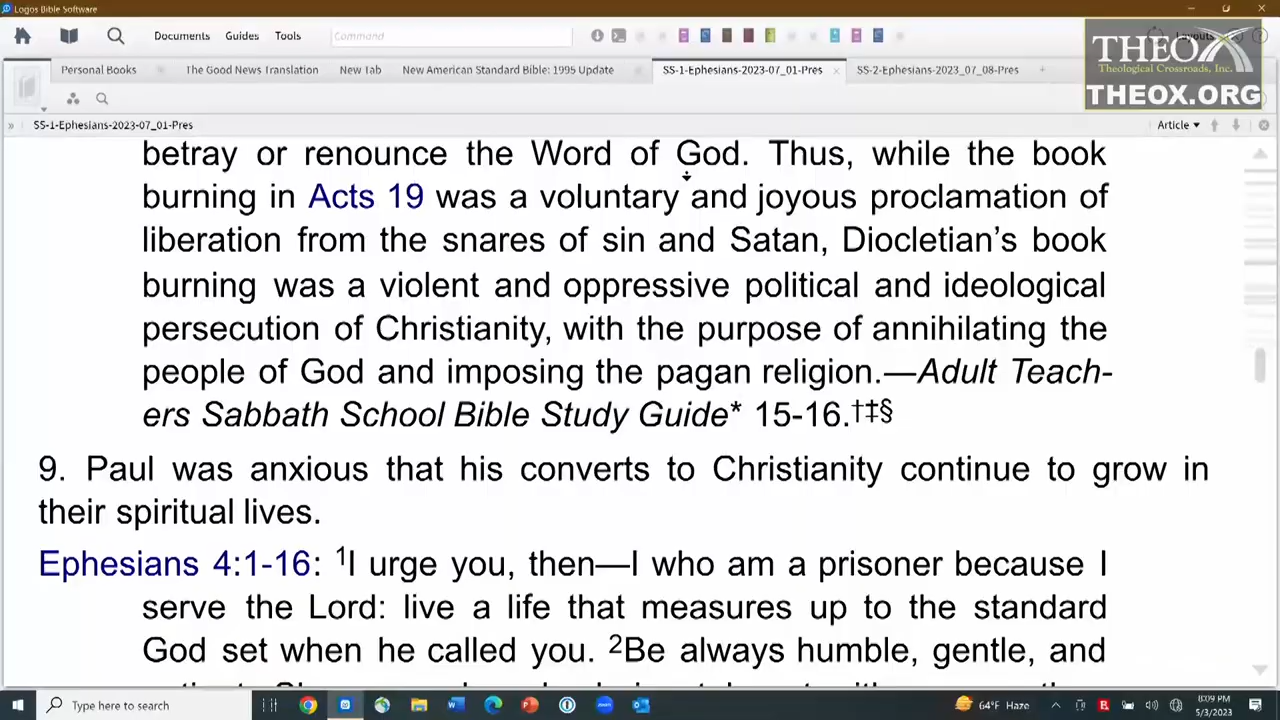 Logos Bible Software
Documents Guides Tools Command Layouts
THEOX
Theological Crossroads, Inc.
THEOX.ORG
Personal Books The Good News Translation New Tab SS-1-Ephesians-2023-07_01-Pres SS-2-Ephesians-2023_07_08-Pres +
ndard Bible: 1995 Update
» SS-1-Ephesians-2023-07_01-Pres Article
betray or renounce the Word of God. Thus, while the book
burning in Acts 19 was a voluntary and joyous proclamation of
liberation from the snares of sin and Satan, Diocletian’s book
burning was a violent and oppressive political and ideological
persecution of Christianity, with the purpose of annihilating the
people of God and imposing the pagan religion.—Adult Teach-
ers Sabbath School Bible Study Guide* 15-16.†‡§
9. Paul was anxious that his converts to Christianity continue to grow in
their spiritual lives.
Ephesians 4:1-16: ¹I urge you, then—I who am a prisoner because I
serve the Lord: live a life that measures up to the standard
God set when he called you. ²Be always humble, gentle, and
Type here to search 64°F Haze 8:09 PM
5/3/2023